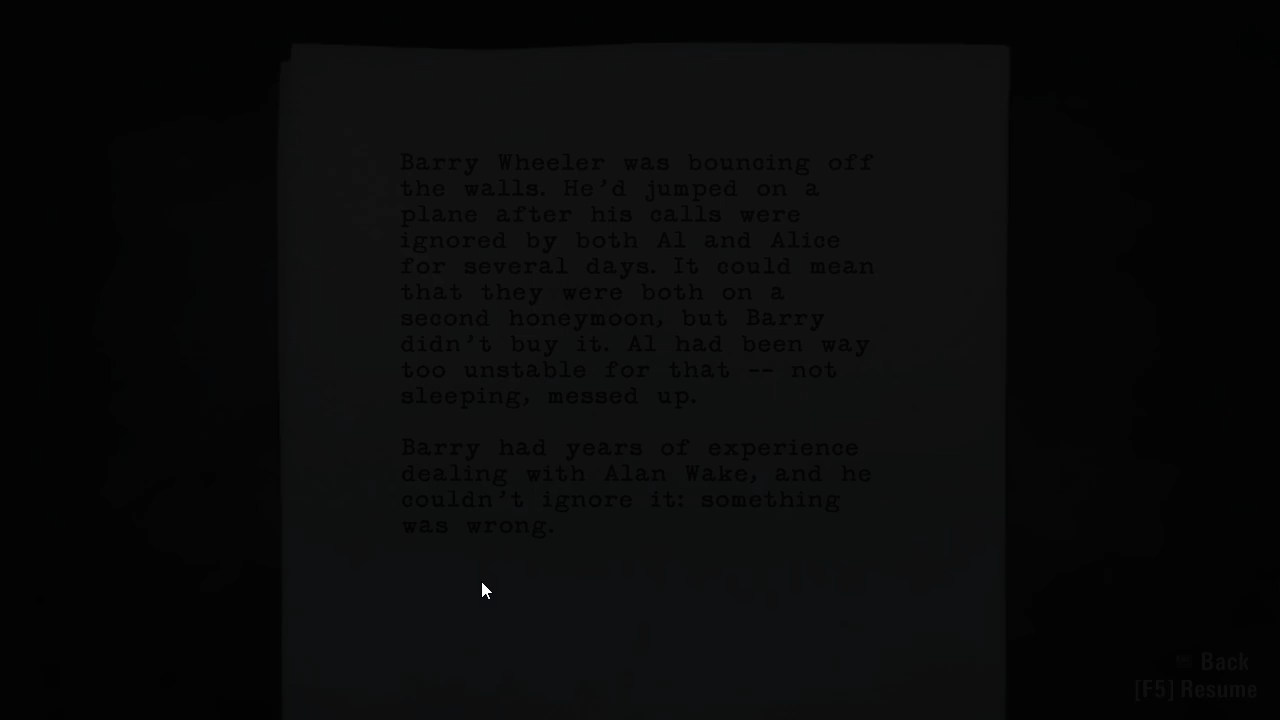 Barry Wheeler was bouncing off
the walls. He'd jumped on a
plane after his calls were
ignored by both Al and Alice
for several days. It could mean
that they were both on a
second honeymoon, but Barry
didn't buy it. Al had been way
too unstable for that -- not
sleeping, messed up.
Barry had years of experience
dealing with Alan Wake, and he
couldn't ignore it: something
was wrong.
Back
[F5] Resume